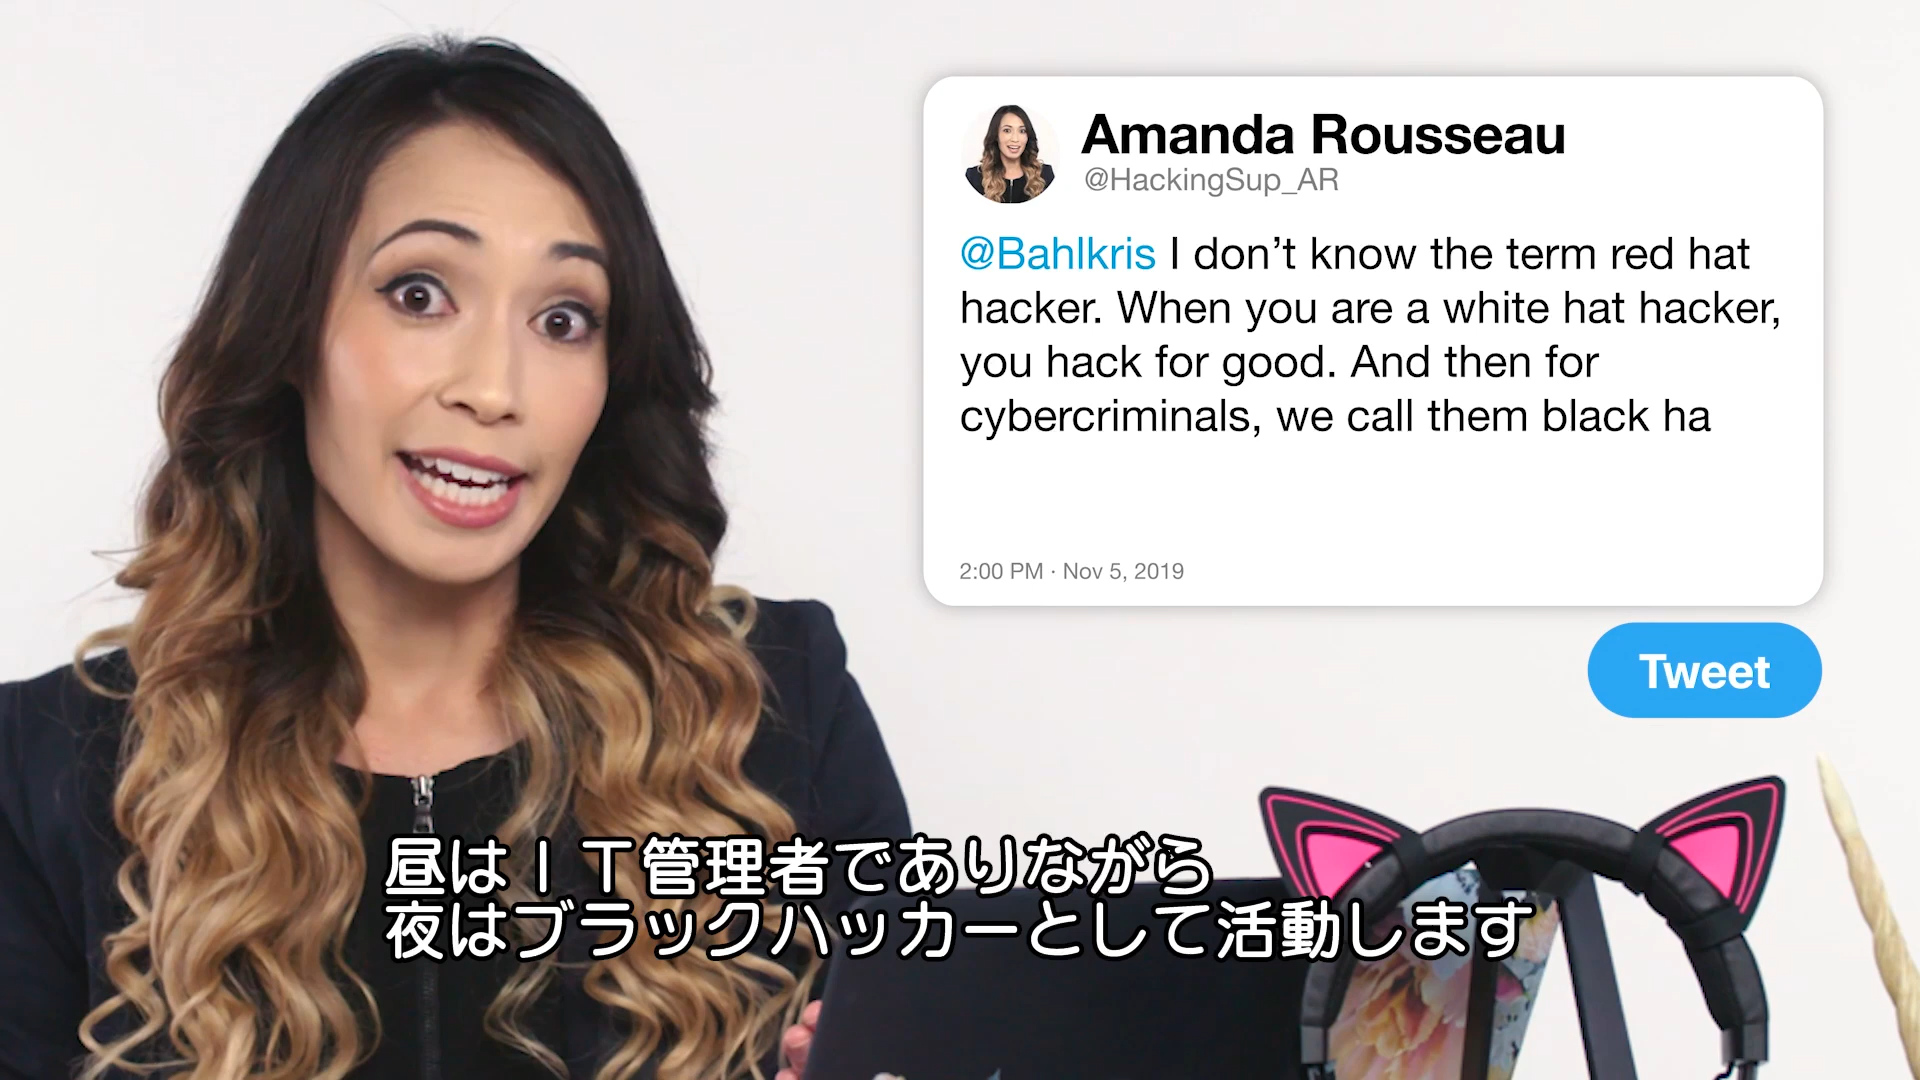 Amanda Rousseau
@HackingSup_AR
@Bahlkris I don’t know the term red hat
hacker. When you are a white hat hacker,
you hack for good. And then for
cybercriminals, we call them black ha
2:00 PM · Nov 5, 2019
Tweet
昼はＩＴ管理者でありながら
夜はブラックハッカーとして活動します